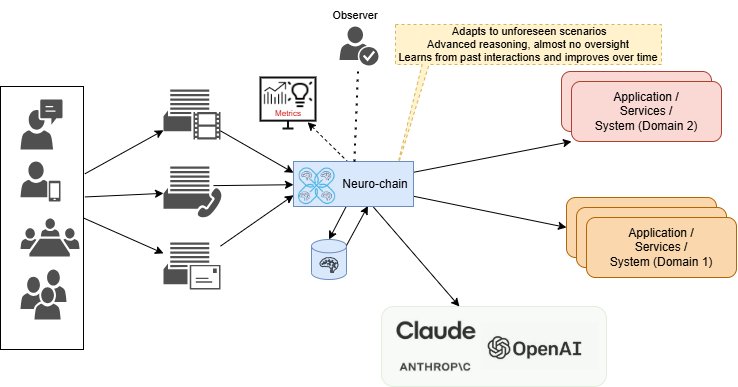 Observer
Adapts to unforeseen scenarios
Advanced reasoning, almost no oversight
Learns from past interactions and improves over time
Metrics
Application /
Services /
System (Domain 2)
Neuro-chain
Application /
Services /
System (Domain 1)
Claude
ANTHROP\C
OpenAI